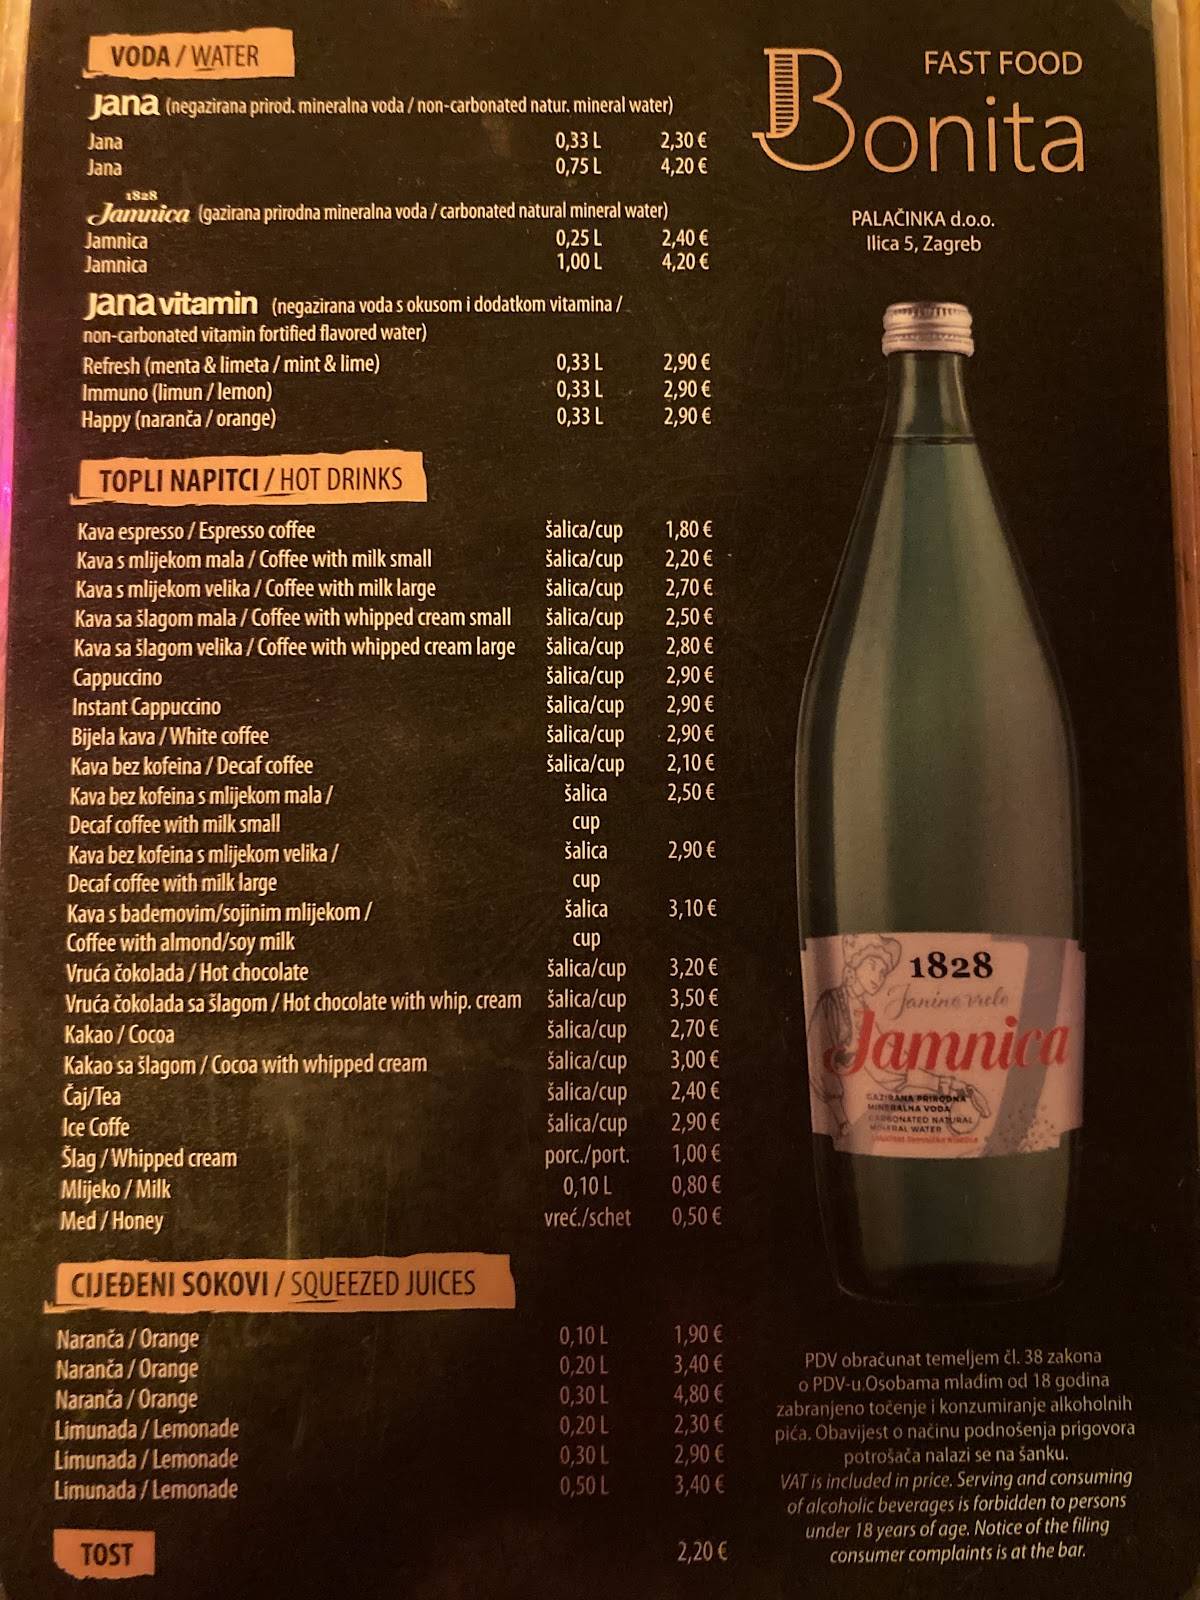 VODA / WATER
Jana (negazirana prirod. mineralna voda / non-carbonated natur. mineral water)
Jana 0,33 L 2,30 €
Jana 0,75 L 4,20 €
1828
Jamnica (gazirana prirodna mineralna voda / carbonated natural mineral water)
Jamnica 0,25 L 2,40 €
Jamnica 1,00 L 4,20 €
Jana vitamin (negazirana voda s okusom i dodatkom vitamina /
non-carbonated vitamin fortified flavored water)
Refresh (menta & limeta / mint & lime) 0,33 L 2,90 €
Immuno (limun / lemon) 0,33 L 2,90 €
Happy (naranča / orange) 0,33 L 2,90 €
TOPLI NAPITCI / HOT DRINKS
Kava espresso / Espresso coffee šalica/cup 1,80 €
Kava s mlijekom mala / Coffee with milk small šalica/cup 2,20 €
Kava s mlijekom velika / Coffee with milk large šalica/cup 2,70 €
Kava sa šlagom mala / Coffee with whipped cream small šalica/cup 2,50 €
Kava sa šlagom velika / Coffee with whipped cream large šalica/cup 2,80 €
Cappuccino šalica/cup 2,90 €
Instant Cappuccino šalica/cup 2,90 €
Bijela kava / White coffee šalica/cup 2,90 €
Kava bez kofeina / Decaf coffee šalica/cup 2,10 €
Kava bez kofeina s mlijekom mala / šalica 2,50 €
Decaf coffee with milk small cup
Kava bez kofeina s mlijekom velika / šalica 2,90 €
Decaf coffee with milk large cup
Kava s bademovim/sojinim mlijekom / šalica 3,10 €
Coffee with almond/soy milk cup
Vruća čokolada / Hot chocolate šalica/cup 3,20 €
Vruća čokolada sa šlagom / Hot chocolate with whip. cream šalica/cup 3,50 €
Kakao / Cocoa šalica/cup 2,70 €
Kakao sa šlagom / Cocoa with whipped cream šalica/cup 3,00 €
Čaj/Tea šalica/cup 2,40 €
Ice Coffe šalica/cup 2,90 €
Šlag / Whipped cream porc./port. 1,00 €
Mlijeko / Milk 0,10 L 0,80 €
Med / Honey vreć./schet 0,50 €
CIJEĐENI SOKOVI / SQUEEZED JUICES
Naranča / Orange 0,10 L 1,90 €
Naranča / Orange 0,20 L 3,40 €
Naranča / Orange 0,30 L 4,80 €
Limunada / Lemonade 0,20 L 2,30 €
Limunada / Lemonade 0,30 L 2,90 €
Limunada / Lemonade 0,50 L 3,40 €
TOST 2,20 €
FAST FOOD
Bonita
PALAČINKA d.o.o.
Ilica 5, Zagreb
1828
Janino vrelo
Jamnica
GAZIRANA PRIRODNA
MINERALNA VODA
CARBONATED NATURAL
MINERAL WATER
PDV obračunat temeljem čl. 38 zakona
o PDV-u.Osobama mlađim od 18 godina
zabranjeno točenje i konzumiranje alkoholnih
pića. Obavijest o načinu podnošenja prigovora
potrošača nalazi se na šanku.
VAT is included in price. Serving and consuming
of alcoholic beverages is forbidden to persons
under 18 years of age. Notice of the filing
consumer complaints is at the bar.